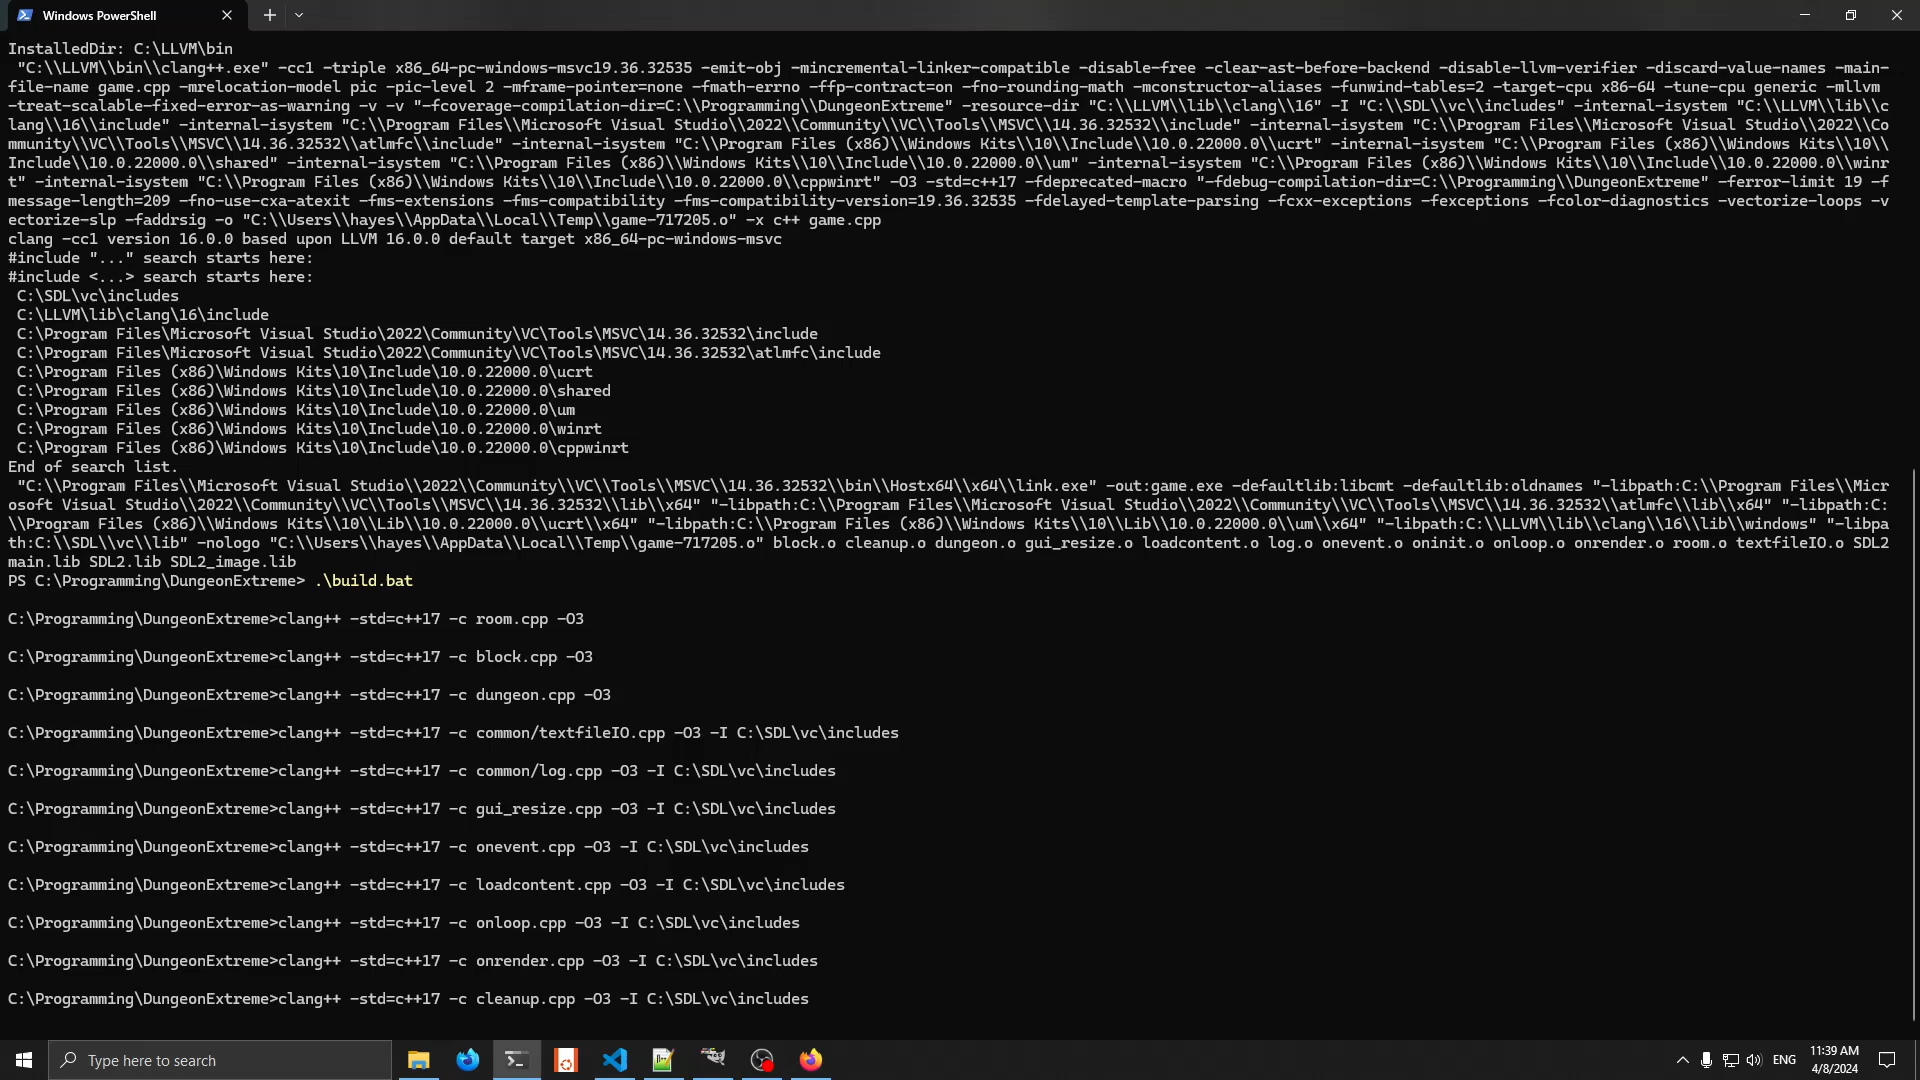 Windows PowerShell
InstalledDir: C:\LLVM\bin
"C:\\LLVM\\bin\\clang++.exe" -cc1 -triple x86_64-pc-windows-msvc19.36.32535 -emit-obj -mincremental-linker-compatible -disable-free -clear-ast-before-backend -disable-llvm-verifier -discard-value-names -main-
file-name game.cpp -mrelocation-model pic -pic-level 2 -mframe-pointer=none -fmath-errno -ffp-contract=on -fno-rounding-math -mconstructor-aliases -funwind-tables=2 -target-cpu x86-64 -tune-cpu generic -mllvm
-treat-scalable-fixed-error-as-warning -v -v "-fcoverage-compilation-dir=C:\\Programming\\DungeonExtreme" -resource-dir "C:\\LLVM\\lib\\clang\\16" -I "C:\\SDL\\vc\\includes" -internal-isystem "C:\\LLVM\\lib\\c
lang\\16\\include" -internal-isystem "C:\\Program Files\\Microsoft Visual Studio\\2022\\Community\\VC\\Tools\\MSVC\\14.36.32532\\include" -internal-isystem "C:\\Program Files\\Microsoft Visual Studio\\2022\\Co
mmunity\\VC\\Tools\\MSVC\\14.36.32532\\atlmfc\\include" -internal-isystem "C:\\Program Files (x86)\\Windows Kits\\10\\Include\\10.0.22000.0\\ucrt" -internal-isystem "C:\\Program Files (x86)\\Windows Kits\\10\\
Include\\10.0.22000.0\\shared" -internal-isystem "C:\\Program Files (x86)\\Windows Kits\\10\\Include\\10.0.22000.0\\um" -internal-isystem "C:\\Program Files (x86)\\Windows Kits\\10\\Include\\10.0.22000.0\\winr
t" -internal-isystem "C:\\Program Files (x86)\\Windows Kits\\10\\Include\\10.0.22000.0\\cppwinrt" -O3 -std=c++17 -fdeprecated-macro "-fdebug-compilation-dir=C:\\Programming\\DungeonExtreme" -ferror-limit 19 -f
message-length=209 -fno-use-cxa-atexit -fms-extensions -fms-compatibility -fms-compatibility-version=19.36.32535 -fdelayed-template-parsing -fcxx-exceptions -fexceptions -fcolor-diagnostics -vectorize-loops -v
ectorize-slp -faddrsig -o "C:\\Users\\hayes\\AppData\\Local\\Temp\\game-717205.o" -x c++ game.cpp
clang -cc1 version 16.0.0 based upon LLVM 16.0.0 default target x86_64-pc-windows-msvc
#include "..." search starts here:
#include <...> search starts here:
C:\SDL\vc\includes
C:\LLVM\lib\clang\16\include
C:\Program Files\Microsoft Visual Studio\2022\Community\VC\Tools\MSVC\14.36.32532\include
C:\Program Files\Microsoft Visual Studio\2022\Community\VC\Tools\MSVC\14.36.32532\atlmfc\include
C:\Program Files (x86)\Windows Kits\10\Include\10.0.22000.0\ucrt
C:\Program Files (x86)\Windows Kits\10\Include\10.0.22000.0\shared
C:\Program Files (x86)\Windows Kits\10\Include\10.0.22000.0\um
C:\Program Files (x86)\Windows Kits\10\Include\10.0.22000.0\winrt
C:\Program Files (x86)\Windows Kits\10\Include\10.0.22000.0\cppwinrt
End of search list.
"C:\\Program Files\\Microsoft Visual Studio\\2022\\Community\\VC\\Tools\\MSVC\\14.36.32532\\bin\\Hostx64\\x64\\link.exe" -out:game.exe -defaultlib:libcmt -defaultlib:oldnames "-libpath:C:\\Program Files\\Micr
osoft Visual Studio\\2022\\Community\\VC\\Tools\\MSVC\\14.36.32532\\lib\\x64" "-libpath:C:\\Program Files\\Microsoft Visual Studio\\2022\\Community\\VC\\Tools\\MSVC\\14.36.32532\\atlmfc\\lib\\x64" "-libpath:C:
\\Program Files (x86)\\Windows Kits\\10\\Lib\\10.0.22000.0\\ucrt\\x64" "-libpath:C:\\Program Files (x86)\\Windows Kits\\10\\Lib\\10.0.22000.0\\um\\x64" "-libpath:C:\\LLVM\\lib\\clang\\16\\lib\\windows" "-libpa
th:C:\\SDL\\vc\\lib" -nologo "C:\\Users\\hayes\\AppData\\Local\\Temp\\game-717205.o" block.o cleanup.o dungeon.o gui_resize.o loadcontent.o log.o onevent.o oninit.o onloop.o onrender.o room.o textfileIO.o SDL2
main.lib SDL2.lib SDL2_image.lib
PS C:\Programming\DungeonExtreme> .\build.bat
C:\Programming\DungeonExtreme>clang++ -std=c++17 -c room.cpp -O3
C:\Programming\DungeonExtreme>clang++ -std=c++17 -c block.cpp -O3
C:\Programming\DungeonExtreme>clang++ -std=c++17 -c dungeon.cpp -O3
C:\Programming\DungeonExtreme>clang++ -std=c++17 -c common/textfileIO.cpp -O3 -I C:\SDL\vc\includes
C:\Programming\DungeonExtreme>clang++ -std=c++17 -c common/log.cpp -O3 -I C:\SDL\vc\includes
C:\Programming\DungeonExtreme>clang++ -std=c++17 -c gui_resize.cpp -O3 -I C:\SDL\vc\includes
C:\Programming\DungeonExtreme>clang++ -std=c++17 -c onevent.cpp -O3 -I C:\SDL\vc\includes
C:\Programming\DungeonExtreme>clang++ -std=c++17 -c loadcontent.cpp -O3 -I C:\SDL\vc\includes
C:\Programming\DungeonExtreme>clang++ -std=c++17 -c onloop.cpp -O3 -I C:\SDL\vc\includes
C:\Programming\DungeonExtreme>clang++ -std=c++17 -c onrender.cpp -O3 -I C:\SDL\vc\includes
C:\Programming\DungeonExtreme>clang++ -std=c++17 -c cleanup.cpp -O3 -I C:\SDL\vc\includes
Type here to search
ENG
11:39 AM
4/8/2024